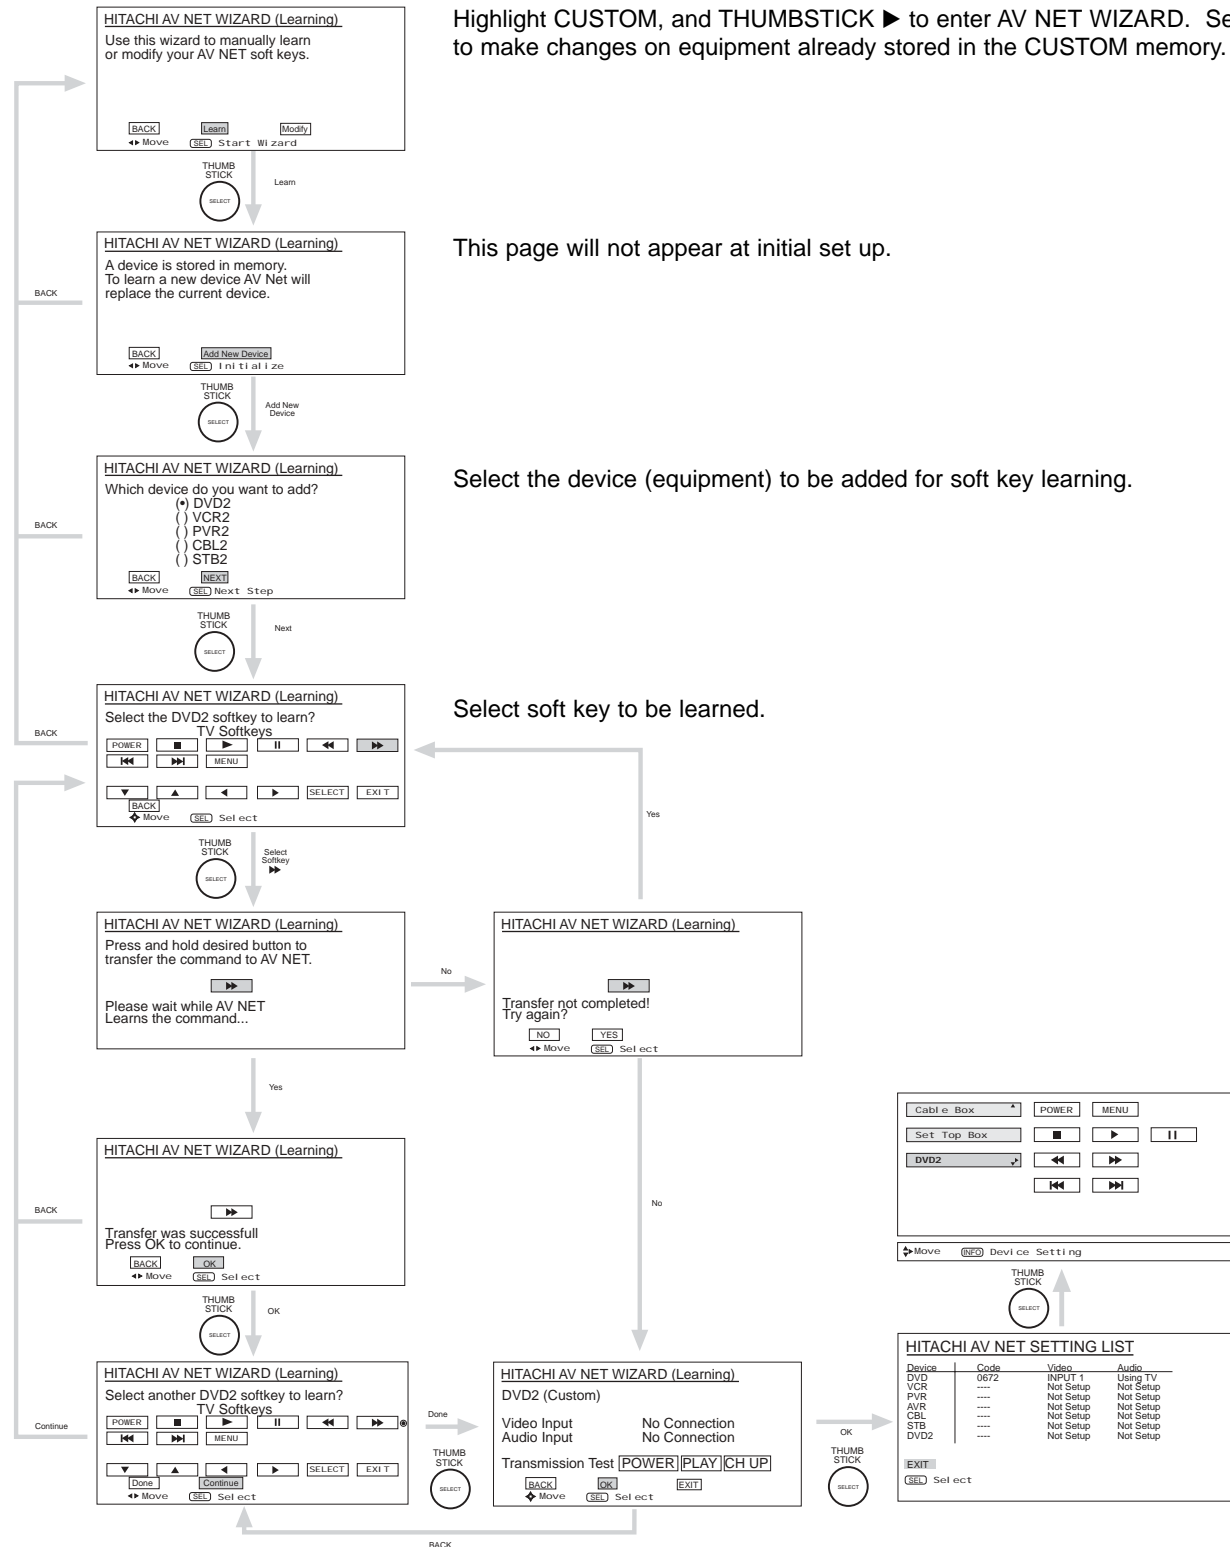 HITACHI AV NET WIZARD (Learning)
Use this wizard to manually learn
or modify your AV NET soft keys.
BACK Learn Modify
◂▸ Move SEL Start Wizard
Highlight CUSTOM, and THUMBSTICK ▶ to enter AV NET WIZARD.
to make changes on equipment already stored in the CUSTOM memory.
THUMB
STICK
SELECT
Learn
HITACHI AV NET WIZARD (Learning)
A device is stored in memory.
To learn a new device AV Net will
replace the current device.
BACK Add New Device
◂▸ Move SEL Initialize
This page will not appear at initial set up.
BACK
THUMB
STICK
SELECT
Add New
Device
HITACHI AV NET WIZARD (Learning)
Which device do you want to add?
(•) DVD2
( ) VCR2
( ) PVR2
( ) CBL2
( ) STB2
BACK NEXT
◂▸ Move SEL Next Step
Select the device (equipment) to be added for soft key learning.
BACK
THUMB
STICK
SELECT
Next
HITACHI AV NET WIZARD (Learning)
Select the DVD2 softkey to learn?
TV Softkeys
POWER
MENU
SELECT EXIT
BACK
Move SEL Select
Select soft key to be learned.
BACK
Yes
THUMB
STICK
SELECT
Select
Softkey
HITACHI AV NET WIZARD (Learning)
Press and hold desired button to
transfer the command to AV NET.
Please wait while AV NET
Learns the command...
No
HITACHI AV NET WIZARD (Learning)
Transfer not completed!
Try again?
NO YES
◂▸ Move SEL Select
Yes
No
HITACHI AV NET WIZARD (Learning)
Transfer was successfull
Press OK to continue.
BACK OK
◂▸ Move SEL Select
BACK
THUMB
STICK
SELECT
OK
Cable Box POWER MENU
Set Top Box
DVD2
Move INFO Device Setting
THUMB
STICK
SELECT
HITACHI AV NET WIZARD (Learning)
Select another DVD2 softkey to learn?
TV Softkeys
POWER
MENU
SELECT EXIT
Done Continue
◂▸ Move SEL Select
Continue
Done
THUMB
STICK
SELECT
HITACHI AV NET WIZARD (Learning)
DVD2 (Custom)
Video Input No Connection
Audio Input No Connection
Transmission Test POWER PLAY CH UP
BACK OK EXIT
Move SEL Select
BACK
OK
THUMB
STICK
SELECT
HITACHI AV NET SETTING LIST
Device Code Video Audio
DVD 0672 INPUT 1 Using TV
VCR ---- Not Setup Not Setup
PVR ---- Not Setup Not Setup
AVR ---- Not Setup Not Setup
CBL ---- Not Setup Not Setup
STB ---- Not Setup Not Setup
DVD2 ---- Not Setup Not Setup
EXIT
SEL Select